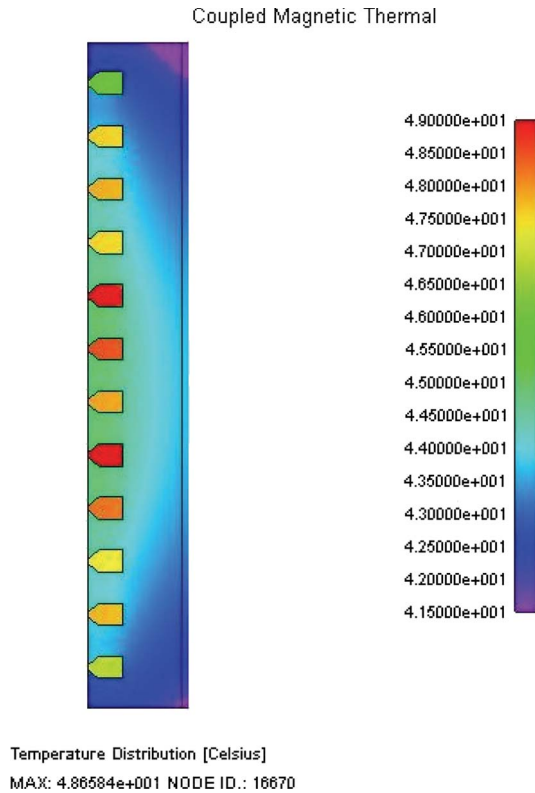 Coupled Magnetic Thermal
4.90000e+001
4.85000e+001
4.80000e+001
4.75000e+001
4.70000e+001
4.65000e+001
4.60000e+001
4.55000e+001
4.50000e+001
4.45000e+001
4.40000e+001
4.35000e+001
4.30000e+001
4.25000e+001
4.20000e+001
4.15000e+001
Temperature Distribution [Celsius]
MAX: 4.86584e+001 NODE ID.: 16670